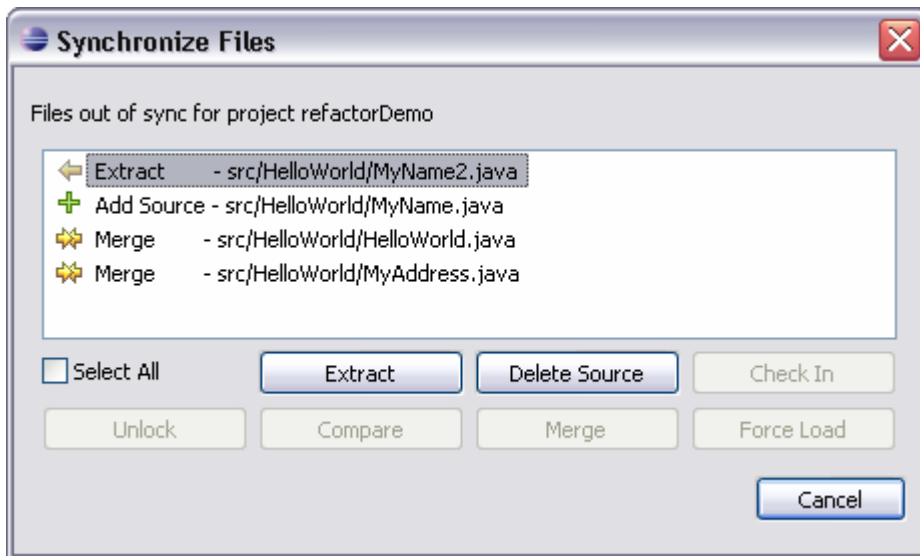 Synchronize Files
Files out of sync for project refactorDemo
Extract - src/HelloWorld/MyName2.java
Add Source - src/HelloWorld/MyName.java
Merge - src/HelloWorld/HelloWorld.java
Merge - src/HelloWorld/MyAddress.java
Select All Extract Delete Source Check In
Unlock Compare Merge Force Load
Cancel